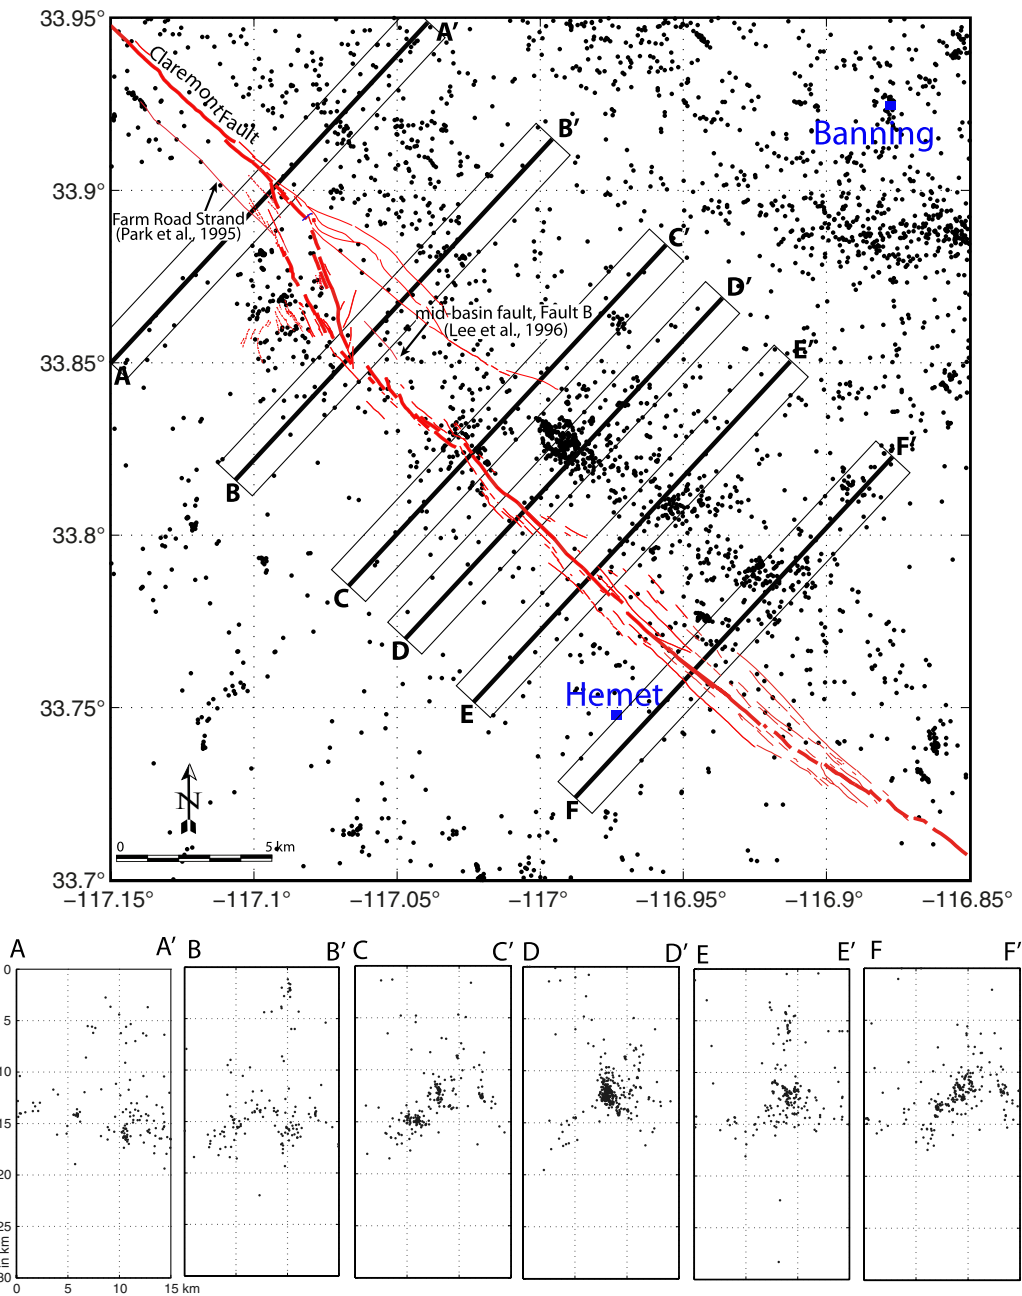 33.95°
A′
Claremont Fault
Banning
B′
33.9°
Farm Road Strand
(Park et al., 1995)
C′
D′
mid-basin fault, Fault B
(Lee et al., 1996)
E′
33.85°
A
F′
B
33.8°
C
D
Hemet
33.75°
E
F
N
0 5 km
33.7°
−117.15° −117.1° −117.05° −117° −116.95° −116.9° −116.85°
A A′ B B′ C C′ D D′ E E′ F F′
0
5
10
15
20
25
30
in km
0 5 10 15 km